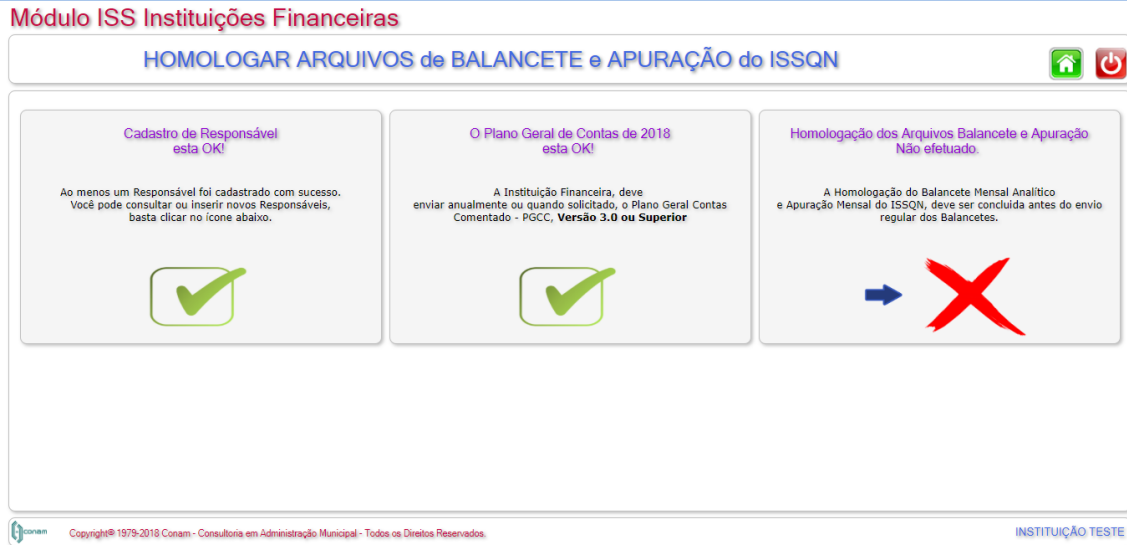 Módulo ISS Instituições Financeiras
HOMOLOGAR ARQUIVOS de BALANCETE e APURAÇÃO do ISSQN
Cadastro de Responsável
esta OK!
Ao menos um Responsável foi cadastrado com sucesso.
Você pode consultar ou inserir novos Responsáveis,
basta clicar no ícone abaixo.
O Plano Geral de Contas de 2018
esta OK!
A Instituição Financeira, deve
enviar anualmente ou quando solicitado, o Plano Geral Contas
Comentado - PGCC, Versão 3.0 ou Superior
Homologação dos Arquivos Balancete e Apuração
Não efetuado.
A Homologação do Balancete Mensal Analítico
e Apuração Mensal do ISSQN, deve ser concluida antes do envio
regular dos Balancetes.
conam
Copyright® 1979-2018 Conam - Consultoria em Administração Municipal - Todos os Direitos Reservados.
INSTITUIÇÃO TESTE